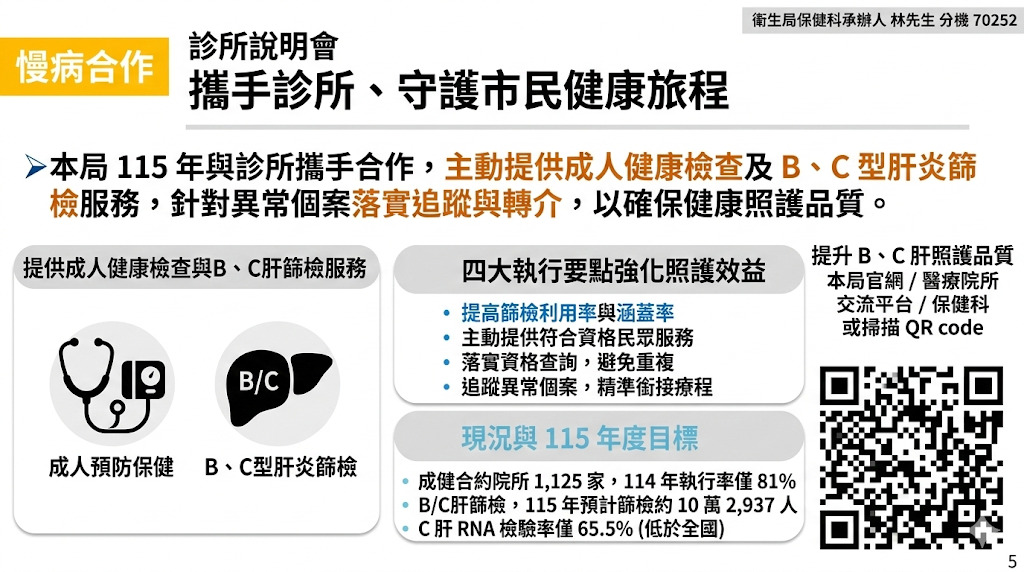 衛生局保健科承辦人 林先生 分機 70252
慢病合作
診所說明會
攜手診所、守護市民健康旅程
➢本局 115 年與診所攜手合作，主動提供成人健康檢查及 B、C 型肝炎篩
檢服務，針對異常個案落實追蹤與轉介，以確保健康照護品質。
提供成人健康檢查與B、C肝篩檢服務
B/C
成人預防保健
B、C型肝炎篩檢
四大執行要點強化照護效益
• 提高篩檢利用率與涵蓋率
• 主動提供符合資格民眾服務
• 落實資格查詢，避免重複
• 追蹤異常個案，精準銜接療程
現況與 115 年度目標
• 成健合約院所 1,125 家，114 年執行率僅 81%
• B/C肝篩檢，115 年預計篩檢約 10 萬 2,937 人
• C 肝 RNA 檢驗率僅 65.5% (低於全國)
提升 B、C 肝照護品質
本局官網 / 醫療院所
交流平台 / 保健科
或掃描 QR code
5